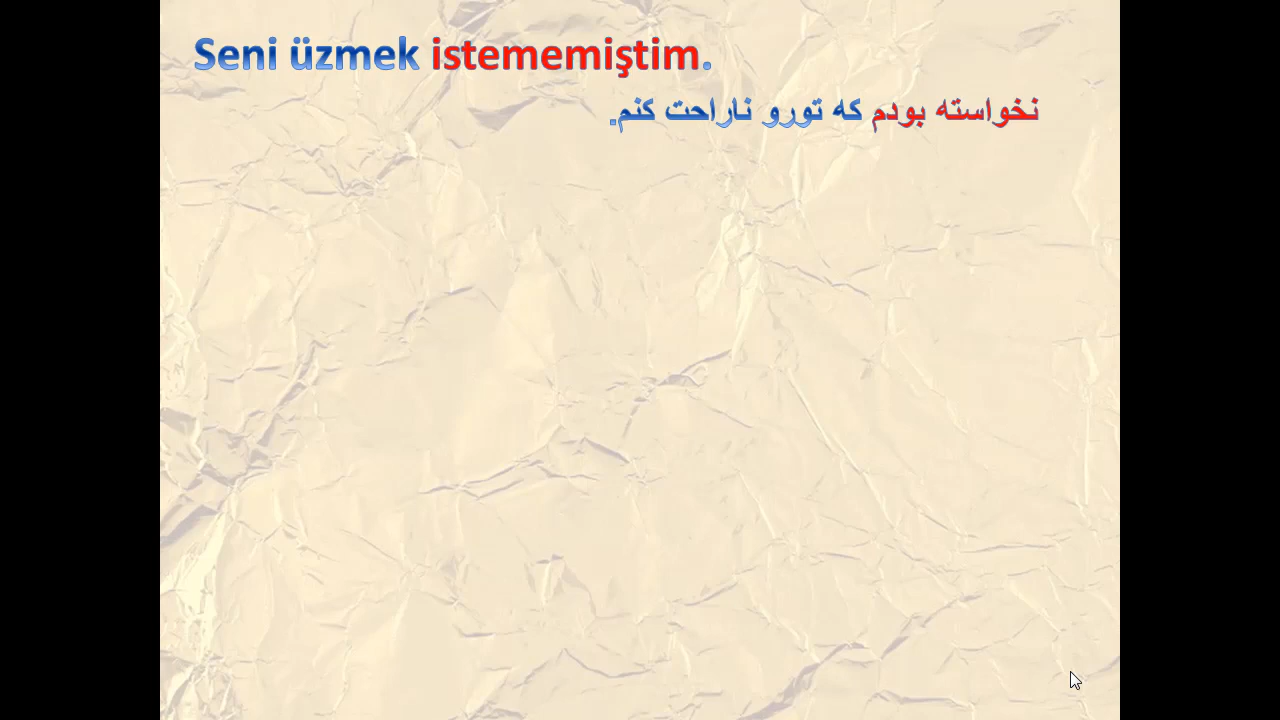 Seni üzmek istememiştim.
نخواسته بودم که تورو ناراحت کنم.